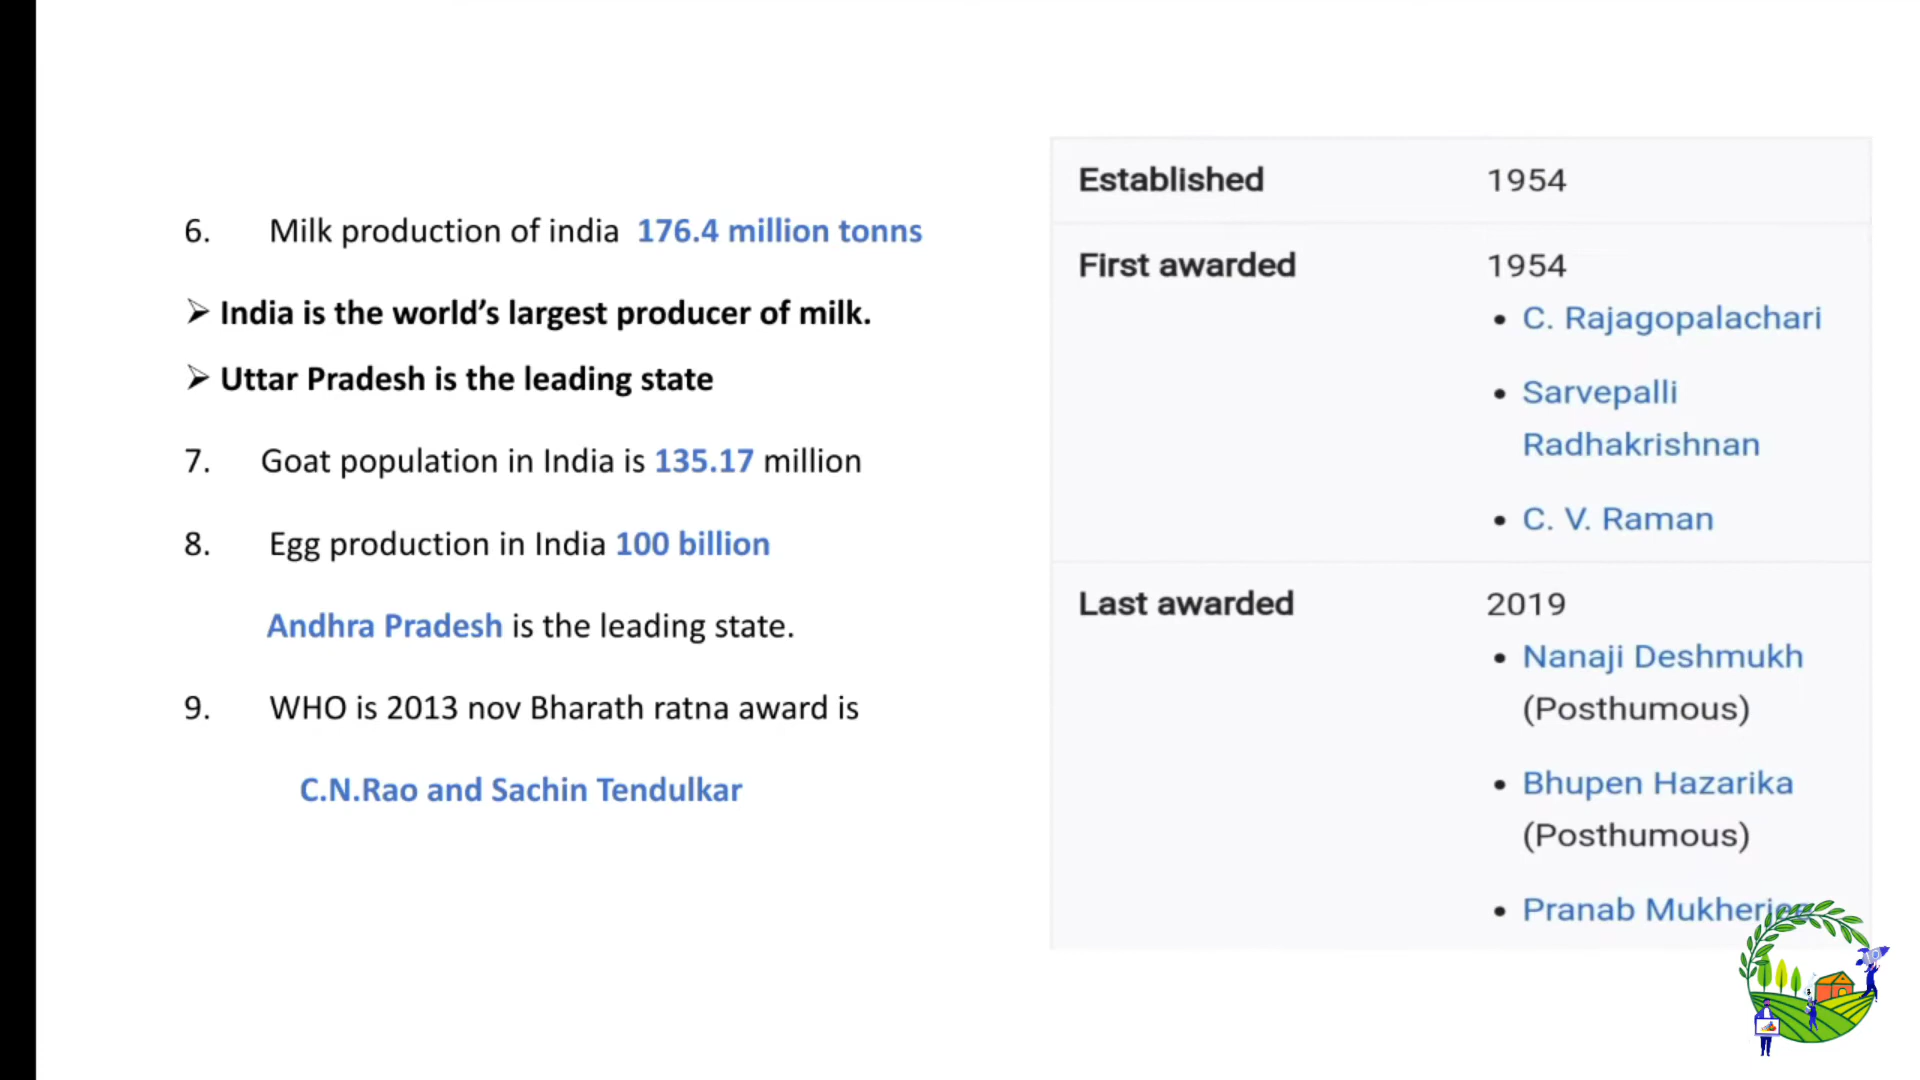 6. Milk production of india 176.4 million tonns
➢ India is the world's largest producer of milk.
➢ Uttar Pradesh is the leading state
7. Goat population in India is 135.17 million
8. Egg production in India 100 billion
Andhra Pradesh is the leading state.
9. WHO is 2013 nov Bharath ratna award is
C.N.Rao and Sachin Tendulkar
Established 1954
First awarded 1954
• C. Rajagopalachari
• Sarvepalli
Radhakrishnan
• C. V. Raman
Last awarded 2019
• Nanaji Deshmukh
(Posthumous)
• Bhupen Hazarika
(Posthumous)
• Pranab Mukherjee